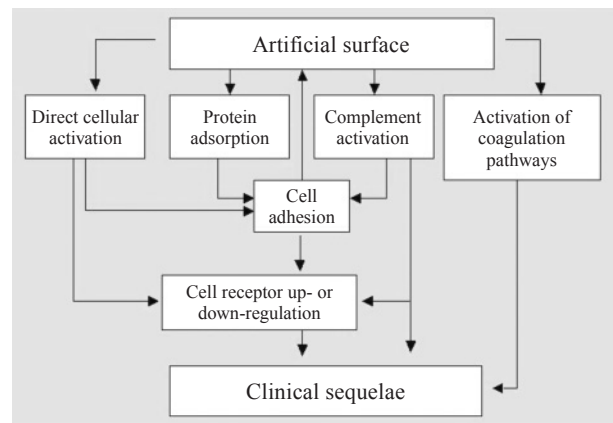 Artificial surface
Direct cellular
activation
Protein
adsorption
Complement
activation
Activation of
coagulation
pathways
Cell
adhesion
Cell receptor up- or
down-regulation
Clinical sequelae